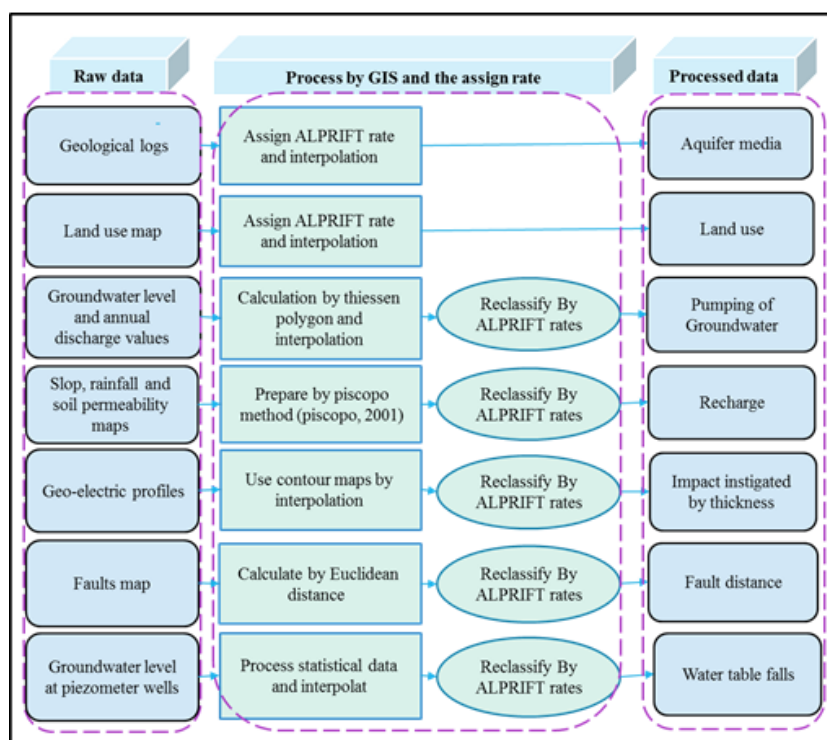 Raw data
Process by GIS and the assign rate
Processed data
Geological logs
Assign ALPRIFT rate
and interpolation
Aquifer media
Land use map
Assign ALPRIFT rate
and interpolation
Land use
Groundwater level
and annual
discharge values
Calculation by thiessen
polygon and
interpolation
Reclassify By
ALPRIFT rates
Pumping of
Groundwater
Slop, rainfall and
soil permeability
maps
Prepare by piscopo
method (piscopo, 2001)
Reclassify By
ALPRIFT rates
Recharge
Geo-electric profiles
Use contour maps by
interpolation
Reclassify By
ALPRIFT rates
Impact instigated
by thickness
Faults map
Calculate by Euclidean
distance
Reclassify By
ALPRIFT rates
Fault distance
Groundwater level
at piezometer wells
Process statistical data
and interpolat
Reclassify By
ALPRIFT rates
Water table falls